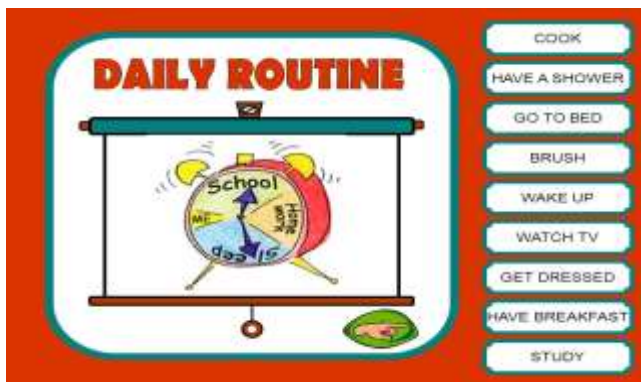 DAILY ROUTINE
School
ME
Home
work
Sleep
COOK
HAVE A SHOWER
GO TO BED
BRUSH
WAKE UP
WATCH TV
GET DRESSED
HAVE BREAKFAST
STUDY